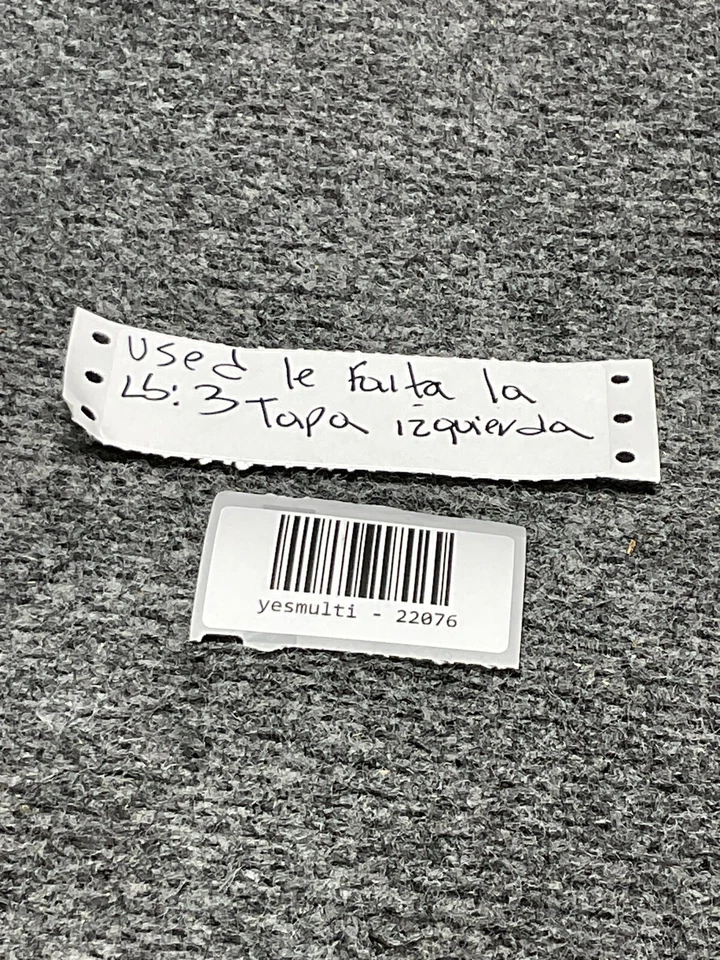 Used le Falta la
Lb: 3 Tapa izquierda
yesmulti - 22076